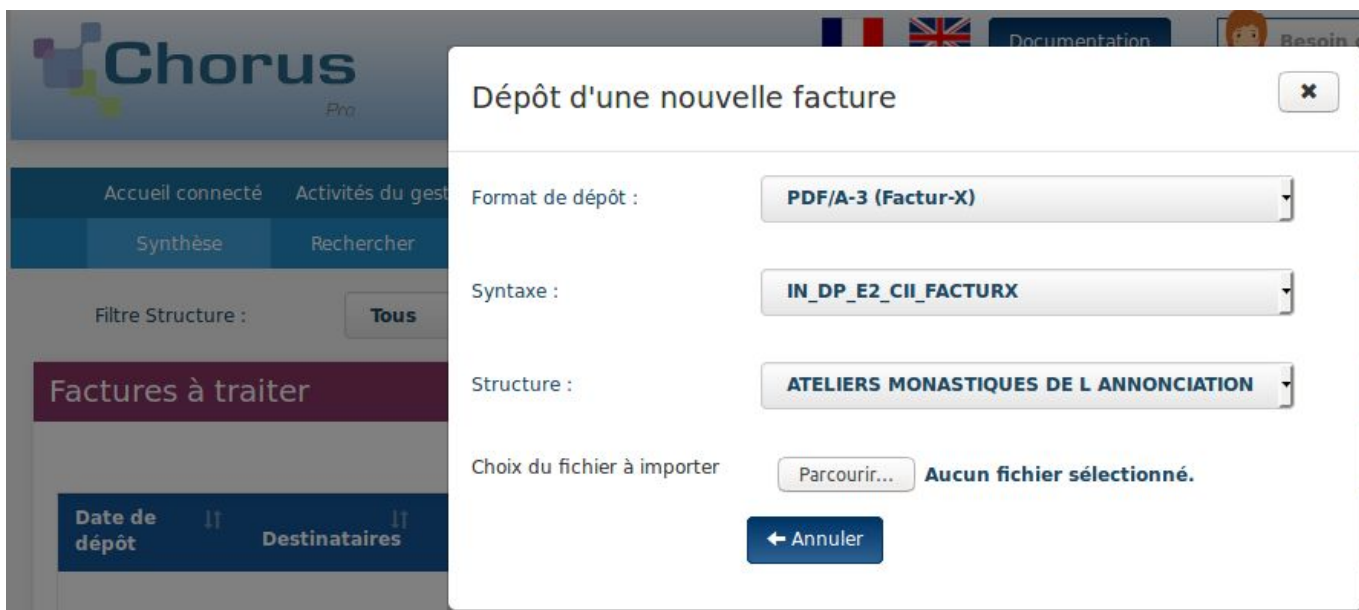 Chorus
Pro
Documentation
Besoin
Dépôt d'une nouvelle facture
Accueil connecté Activités du gest
Synthèse Rechercher
Format de dépôt : PDF/A-3 (Factur-X)
Syntaxe : IN_DP_E2_CII_FACTURX
Filtre Structure : Tous
Structure : ATELIERS MONASTIQUES DE L ANNONCIATION
Factures à traiter
Choix du fichier à importer Parcourir... Aucun fichier sélectionné.
Date de
dépôt
Destinataires
Annuler